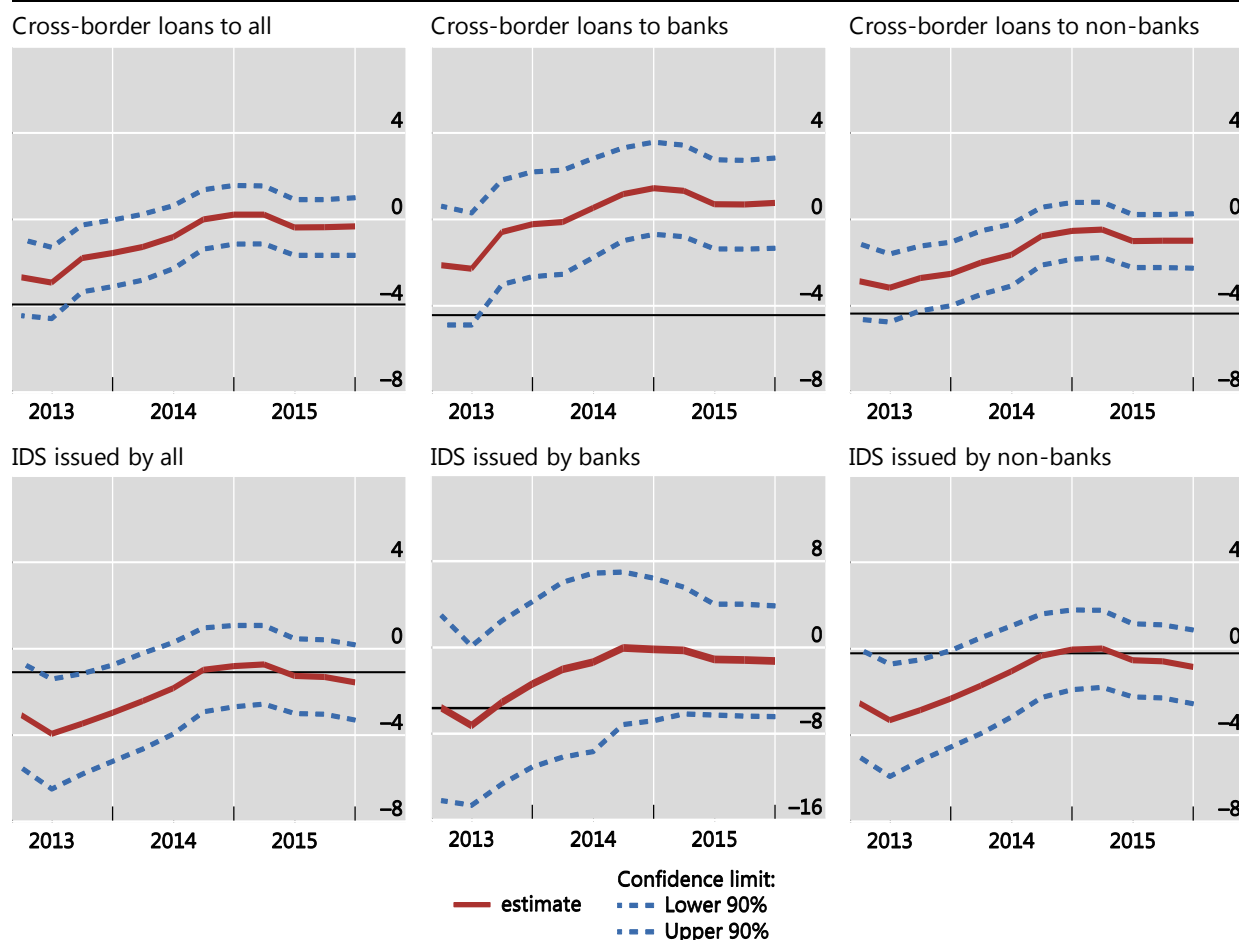 Cross-border loans to all
Cross-border loans to banks
Cross-border loans to non-banks
4
4
4
0
0
0
–4
–4
–4
–8
–8
–8
2013 2014 2015
2013 2014 2015
2013 2014 2015
IDS issued by all
IDS issued by banks
IDS issued by non-banks
4
8
4
0
0
0
–4
–8
–4
–8
–16
–8
2013 2014 2015
2013 2014 2015
2013 2014 2015
estimate
Confidence limit:
Lower 90%
Upper 90%